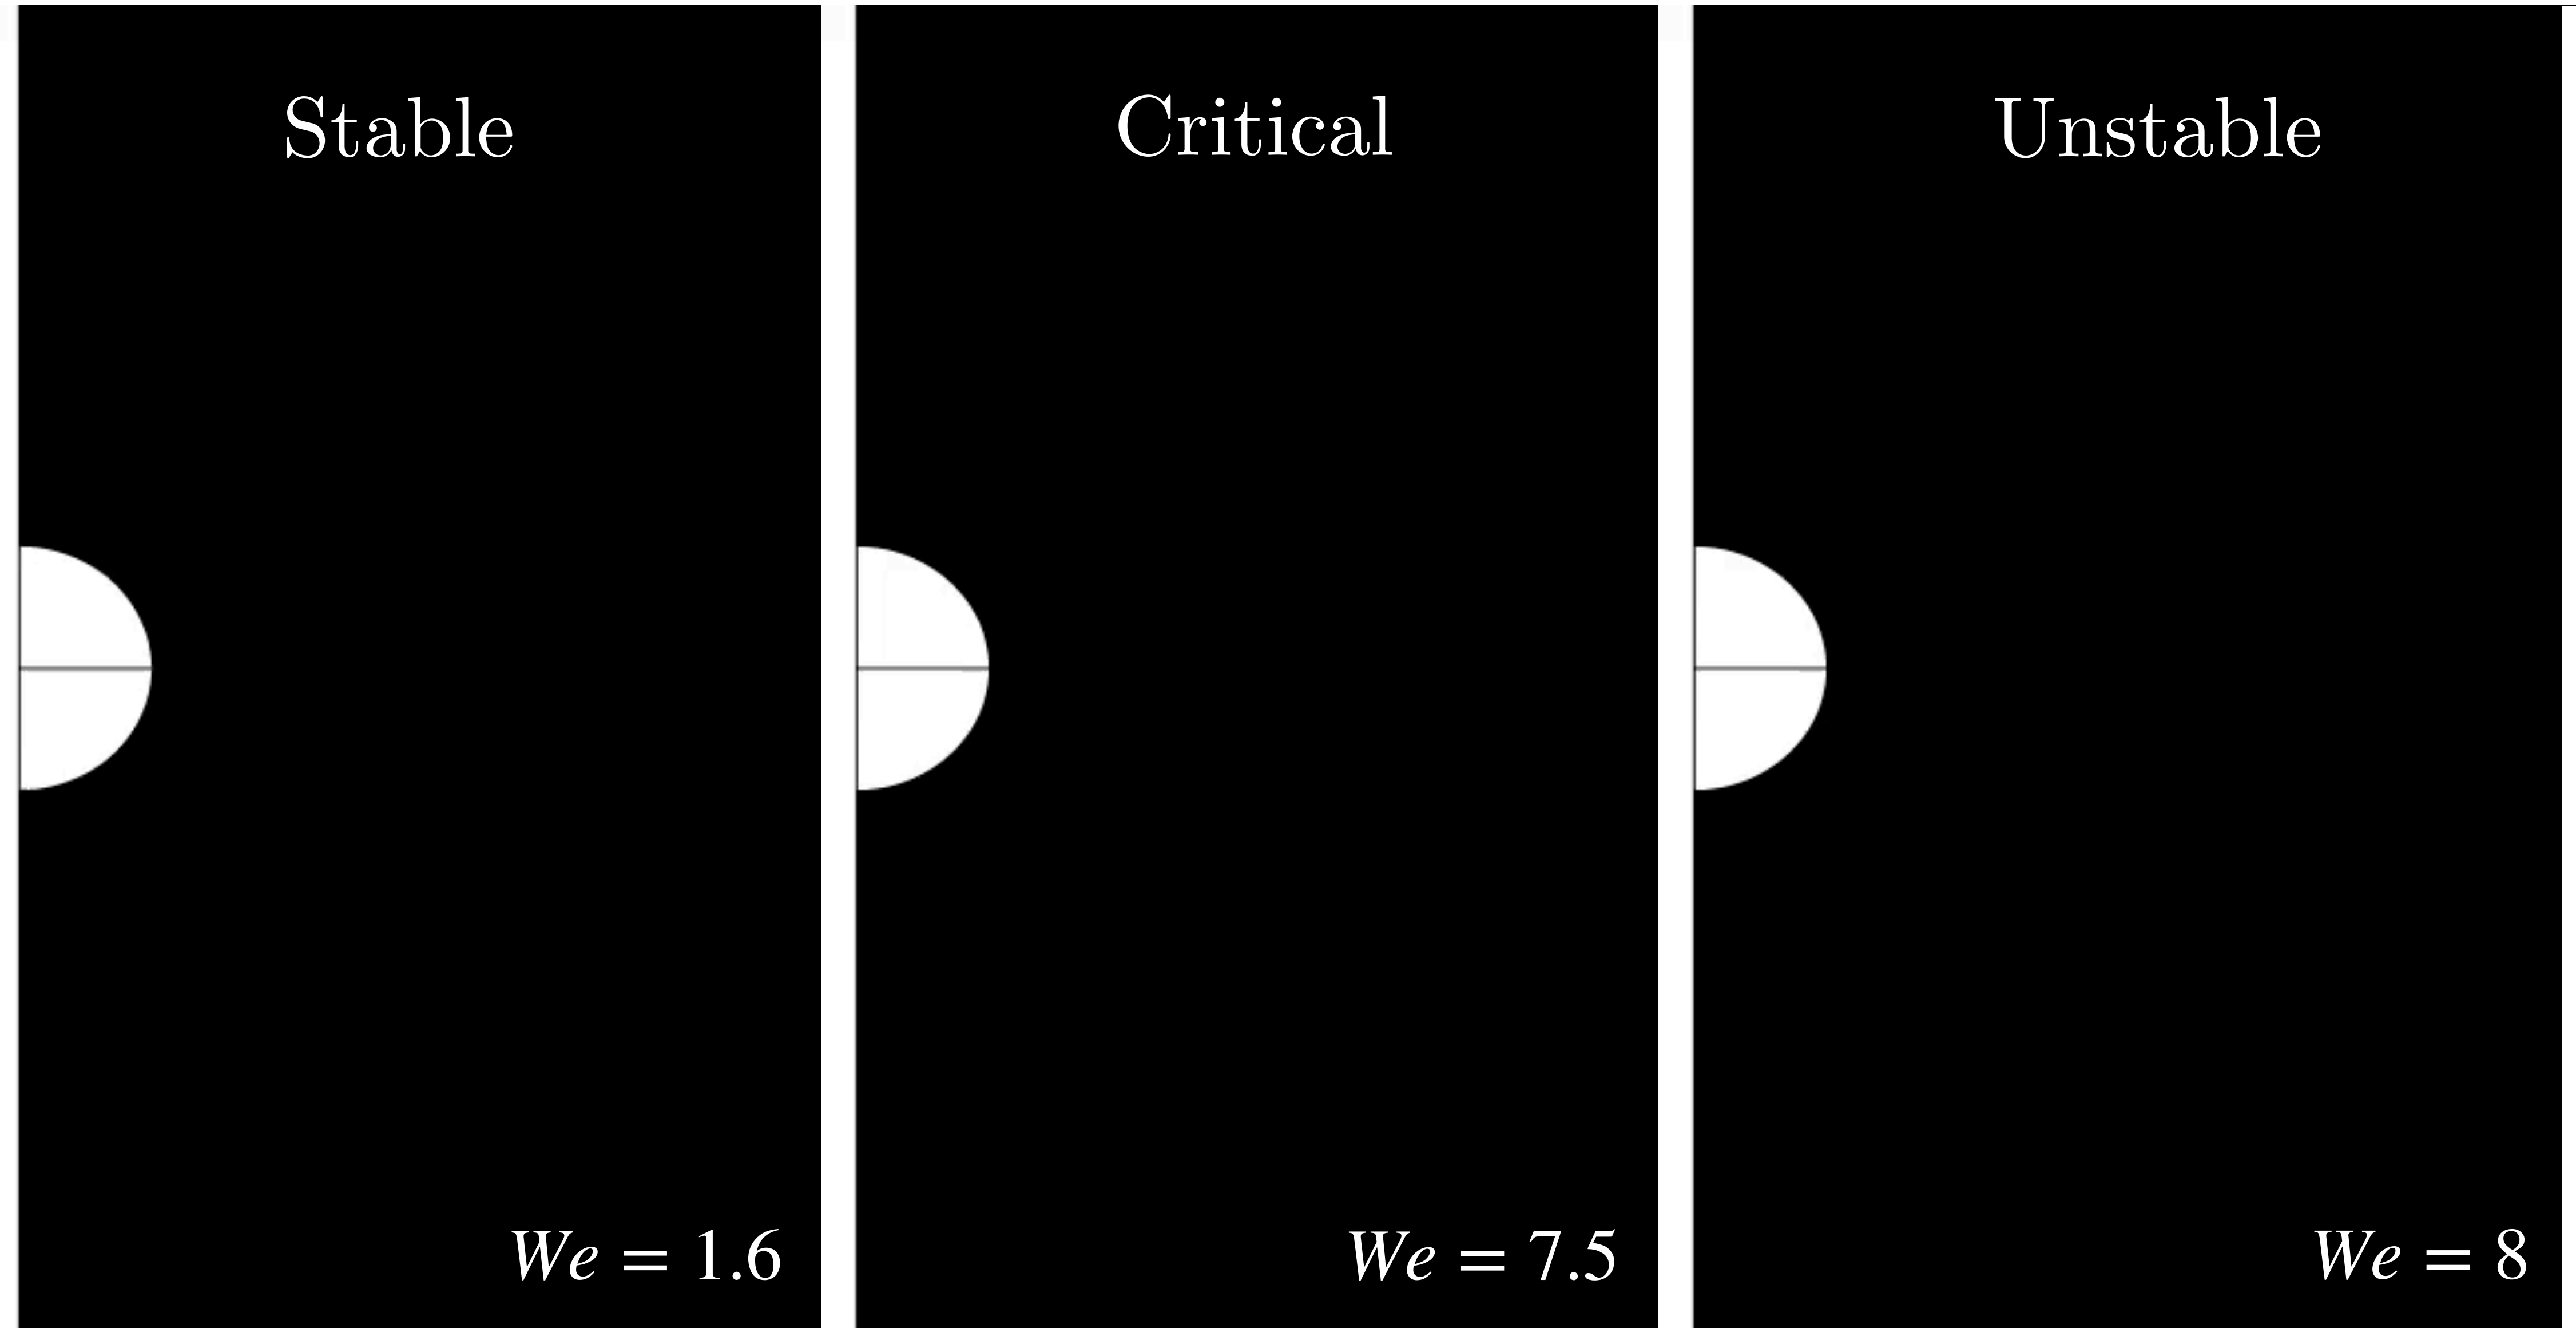 Stable
Critical
Unstable
We = 1.6
We = 7.5
We = 8